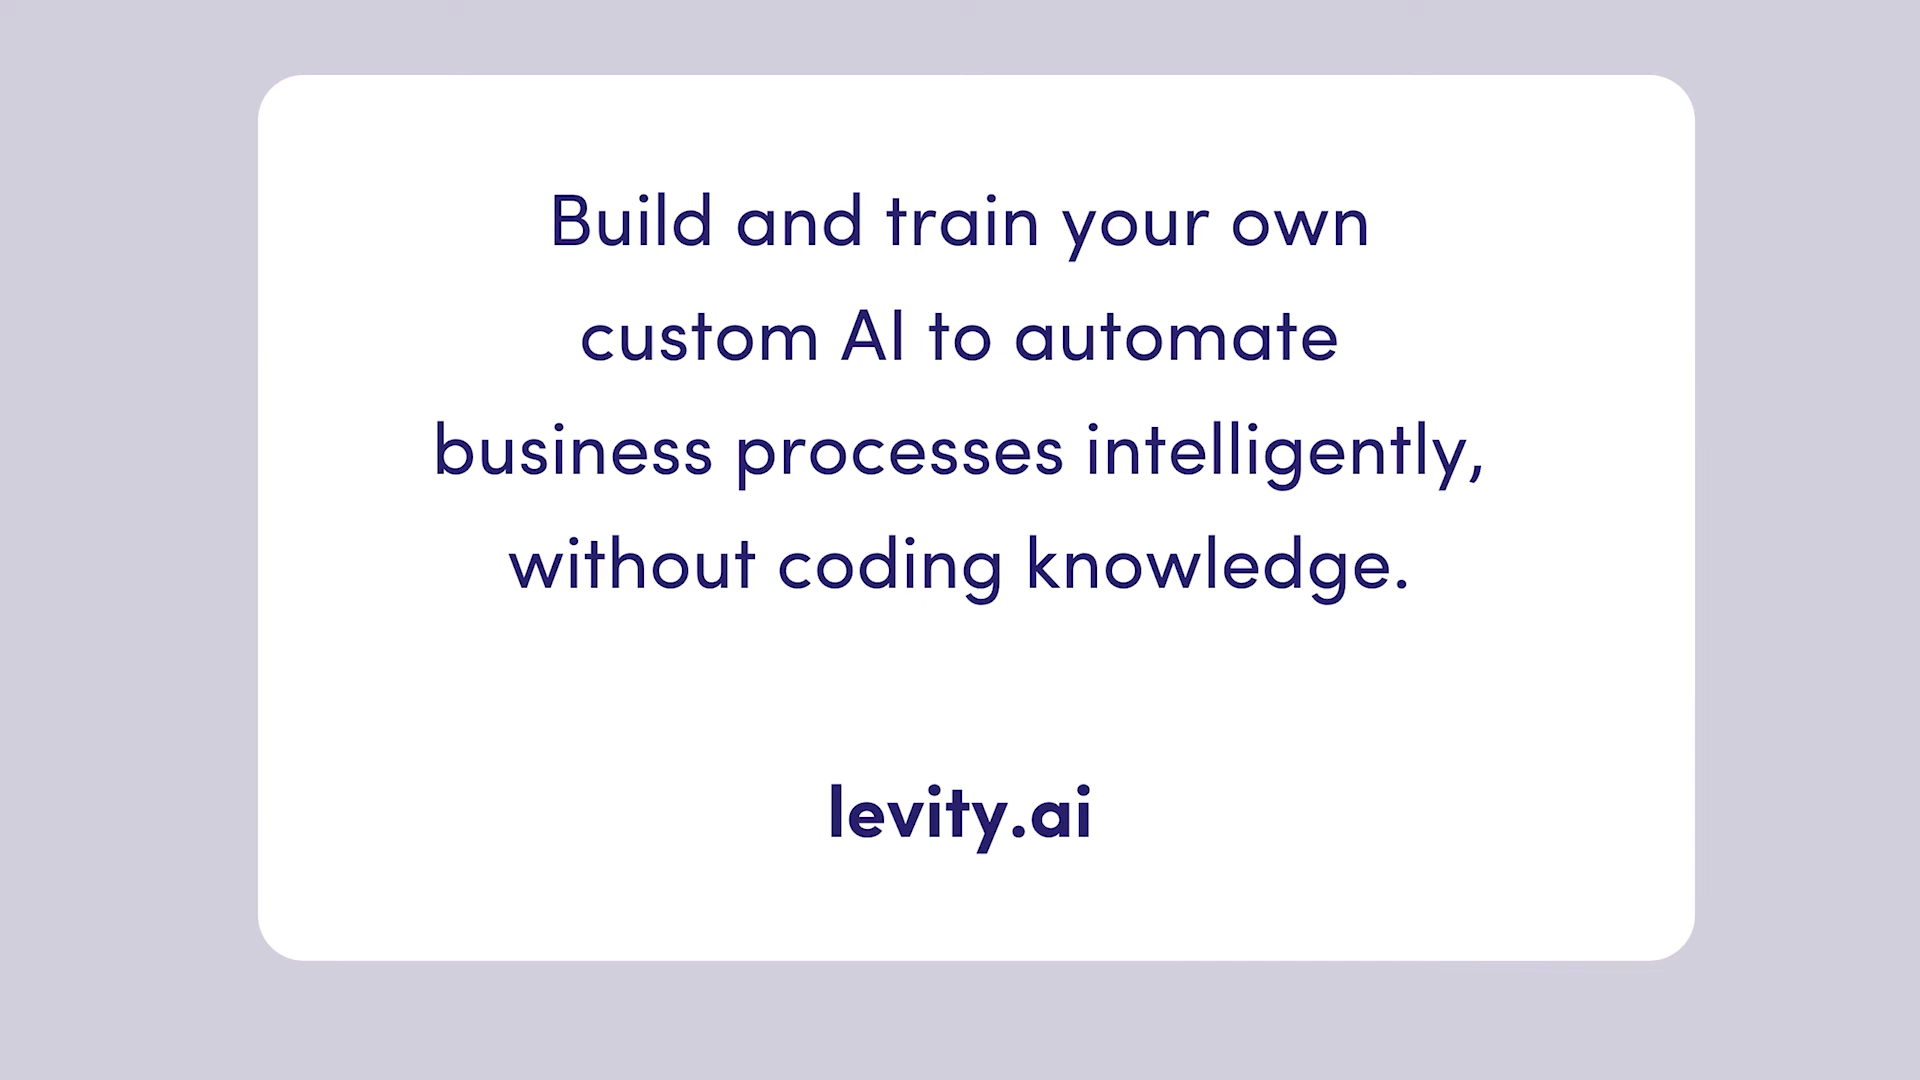 Build and train your own
custom AI to automate
business processes intelligently,
without coding knowledge.
levity.ai